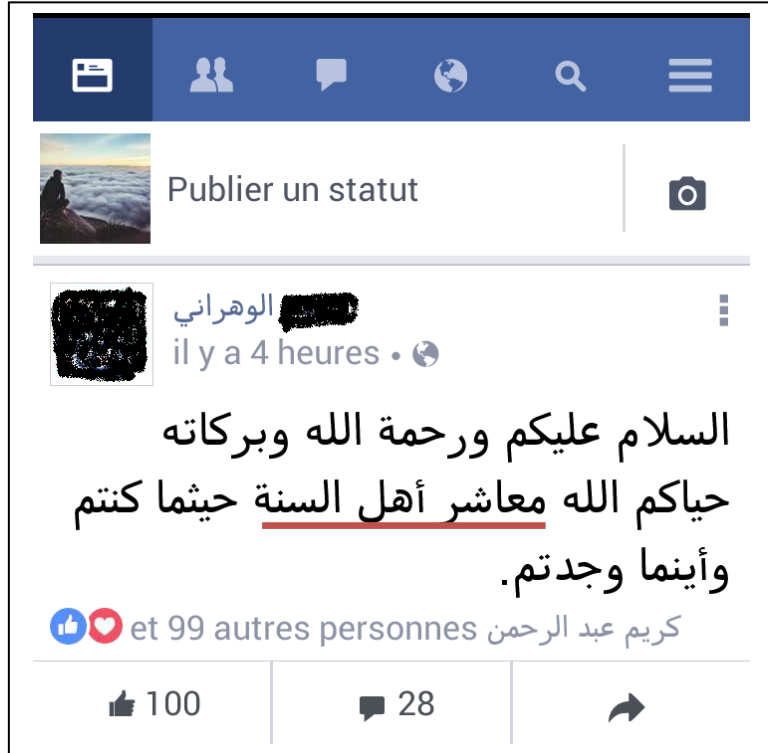 Publier un statut
الوهراني
il y a 4 heures •
السلام عليكم ورحمة الله وبركاته
حياكم الله معاشر أهل السنة حيثما كنتم
وأينما وجدتم.
كريم عبد الرحمن et 99 autres personnes
100
28